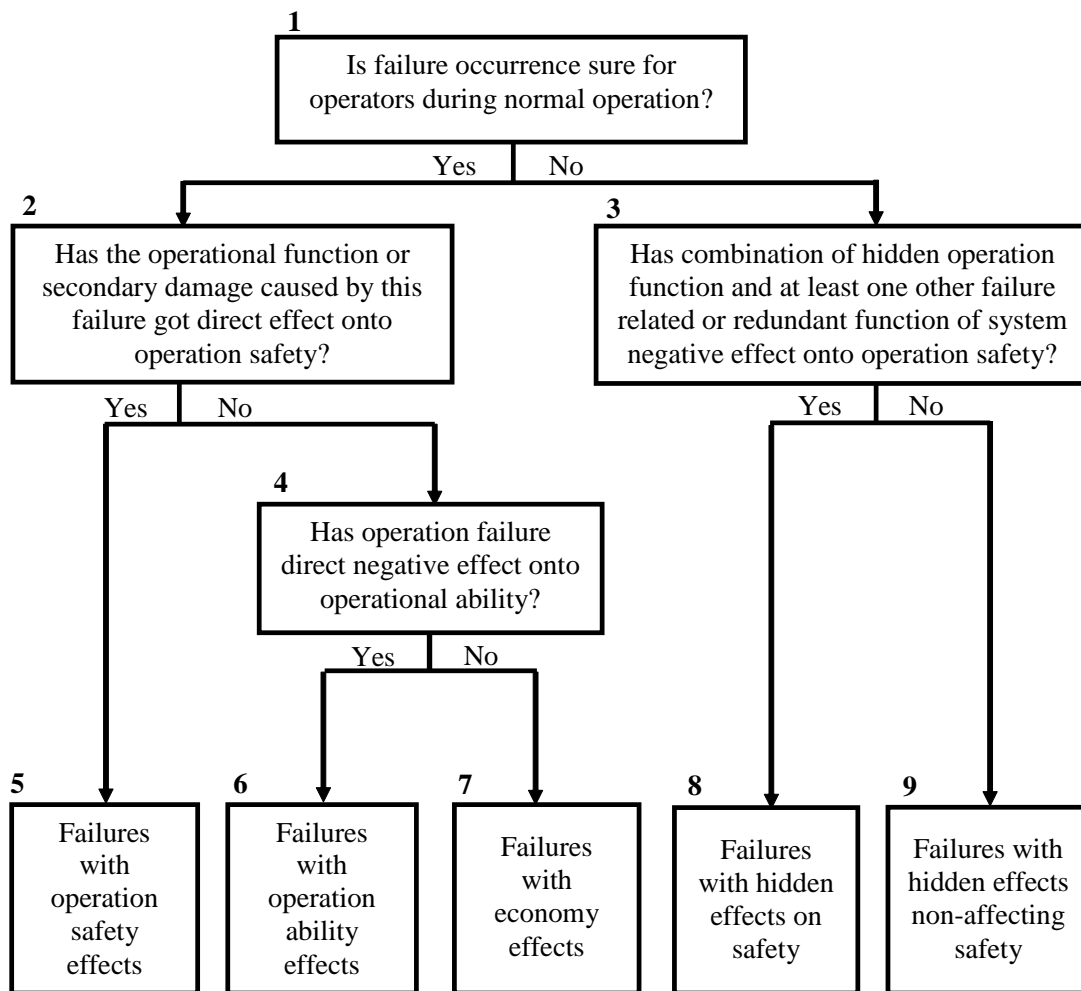 1
Is failure occurrence sure for
operators during normal operation?
Yes No
2
Has the operational function or
secondary damage caused by this
failure got direct effect onto
operation safety?
3
Has combination of hidden operation
function and at least one other failure
related or redundant function of system
negative effect onto operation safety?
Yes No
Yes No
4
Has operation failure
direct negative effect onto
operational ability?
Yes No
5
Failures
with
operation
safety
effects
6
Failures
with
operation
ability
effects
7
Failures
with
economy
effects
8
Failures
with hidden
effects on
safety
9
Failures with
hidden effects
non-affecting
safety